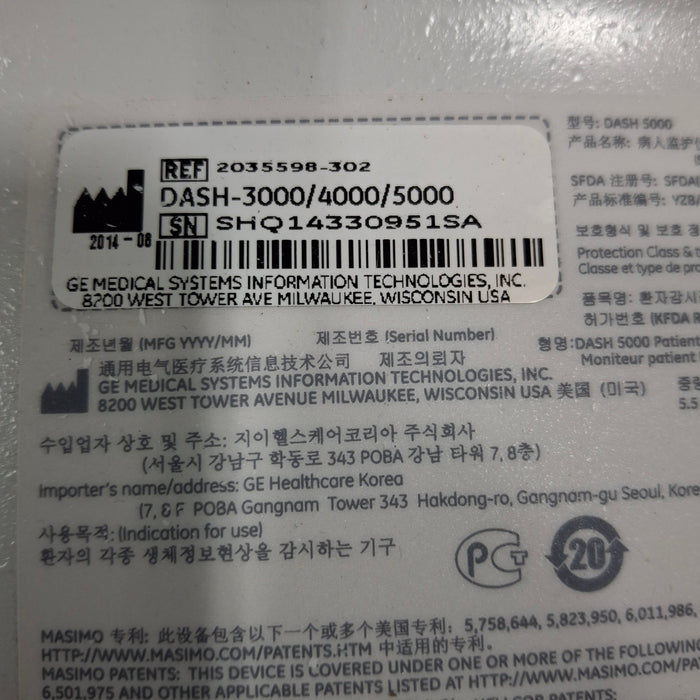 REF 2035598-302
DASH-3000/4000/5000
SN SHQ14330951SA
2014-08
GE MEDICAL SYSTEMS INFORMATION TECHNOLOGIES, INC.
8200 WEST TOWER AVE MILWAUKEE, WISCONSIN USA
型号: DASH 5000
产品名称: 病人监护
SFDA 注册号: SFDA(
产品标准编号: YZB/
보호형식 및 보호
Protection Class & t
Classe et type de pro
품목명: 환자감시
허가번호 (KFDA R
형명:DASH 5000 Patient
Moniteur patient
5.5
제조년월 (MFG YYYY/MM) 제조번호 (Serial Number)
通用电气医疗系统信息技术公司 제조의뢰자
GE MEDICAL SYSTEMS INFORMATION TECHNOLOGIES, INC.
8200 WEST TOWER AVENUE MILWAUKEE, WISCONSIN USA 美国 (미국)
수입업자 상호 및 주소: 지이헬스케어코리아 주식회사
(서울시 강남구 학동로 343 POBA 강남 타워 7, 8층)
Importer's name/address: GE Healthcare Korea
(7, 8 F POBA Gangnam Tower 343 Hakdong-ro, Gangnam-gu Seoul, Kore
사용목적: (Indication for use)
환자의 각종 생체정보현상을 감시하는 기구
20
MASIMO 专利: 此设备包含以下一个或多个美国专利: 5,758,644, 5,823,950, 6,011,986,
HTTP://WWW.MASIMO.COM/PATENTS.HTM 中适用的专利。
MASIMO PATENTS: THIS DEVICE IS COVERED UNDER ONE OR MORE OF THE FOLLOWING
6,501,975 AND OTHER APPLICABLE PATENTS LISTED AT HTTP://WWW.MASIMO.COM/PA